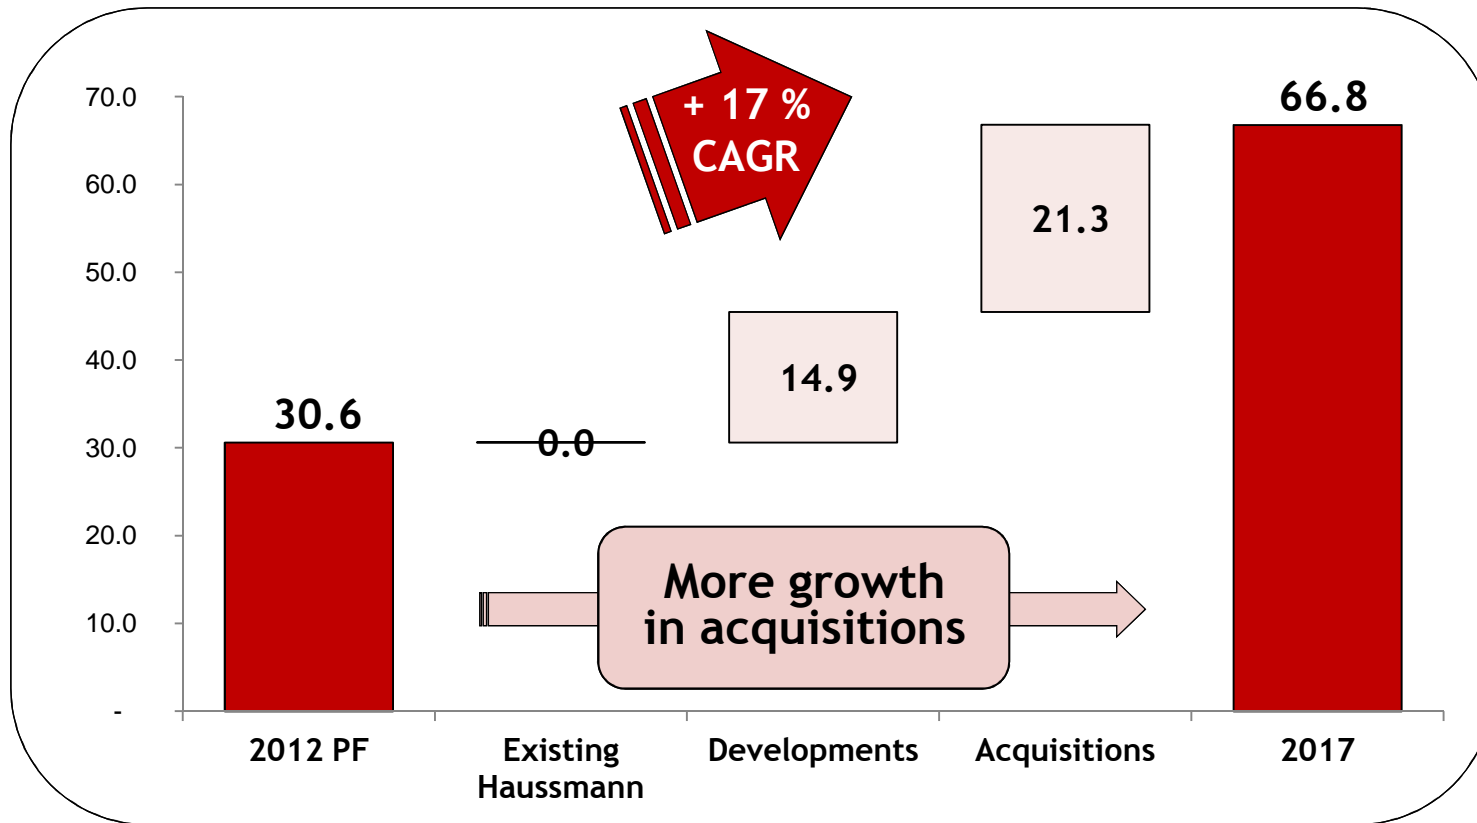 + 17 %
CAGR
70.0
60.0
50.0
40.0
30.0
20.0
10.0
-
30.6
0.0
14.9
21.3
66.8
More growth
in acquisitions
2012 PF
Existing
Haussmann
Developments
Acquisitions
2017